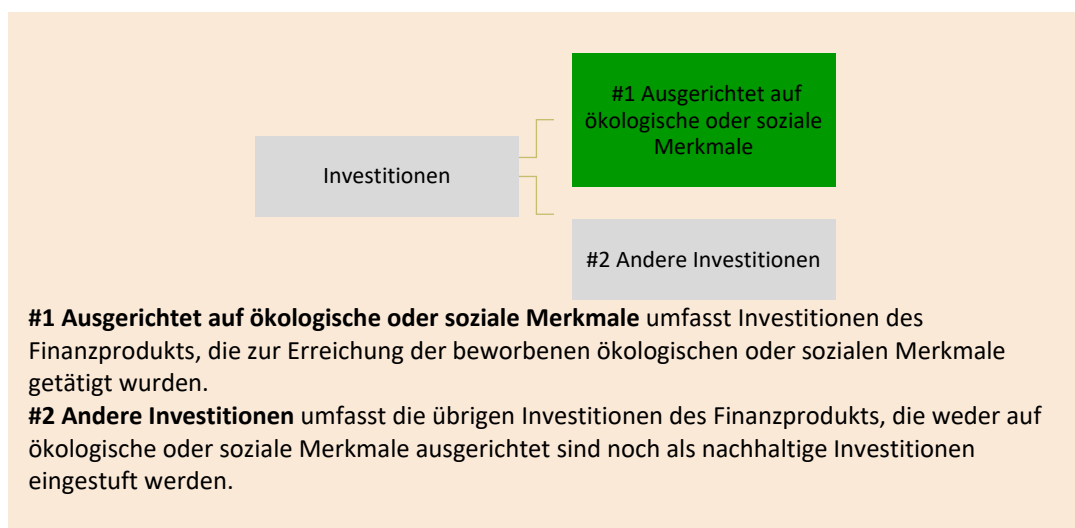 #1 Ausgerichtet auf
ökologische oder soziale
Merkmale
Investitionen
#2 Andere Investitionen
#1 Ausgerichtet auf ökologische oder soziale Merkmale umfasst Investitionen des
Finanzprodukts, die zur Erreichung der beworbenen ökologischen oder sozialen Merkmale
getätigt wurden.
#2 Andere Investitionen umfasst die übrigen Investitionen des Finanzprodukts, die weder auf
ökologische oder soziale Merkmale ausgerichtet sind noch als nachhaltige Investitionen
eingestuft werden.